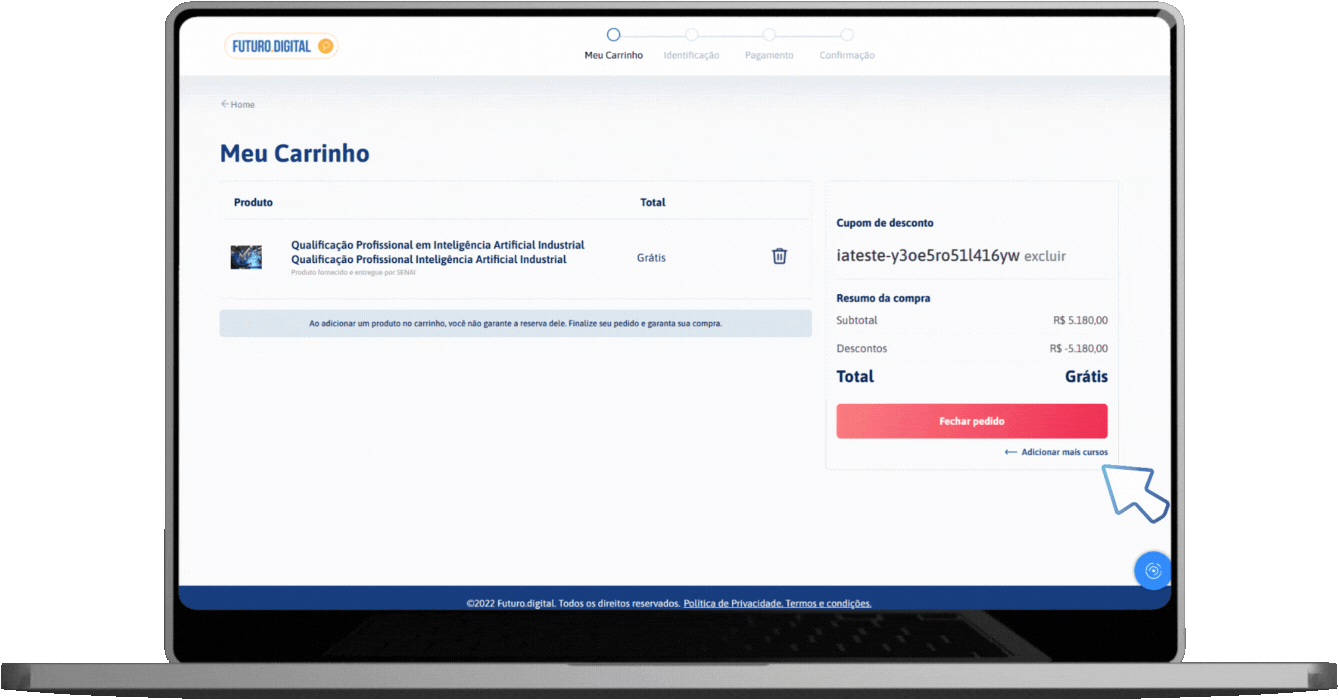 FUTURO.DIGITAL
Meu Carrinho
Identificação
Pagamento
Confirmação
Home
Meu Carrinho
Produto
Total
Qualificação Profissional em Inteligência Artificial Industrial
Qualificação Profissional Inteligência Artificial Industrial
Produto fornecido e entregue por SENAI
Grátis
Ao adicionar um produto no carrinho, você não garante a reserva dele. Finalize seu pedido e garanta sua compra.
Cupom de desconto
iateste-y3oe5ro51l416yw excluir
Resumo da compra
Subtotal R$ 5.180,00
Descontos R$ -5.180,00
Total Grátis
Fechar pedido
Adicionar mais cursos
©2022 Futuro.digital. Todos os direitos reservados. Política de Privacidade. Termos e condições.